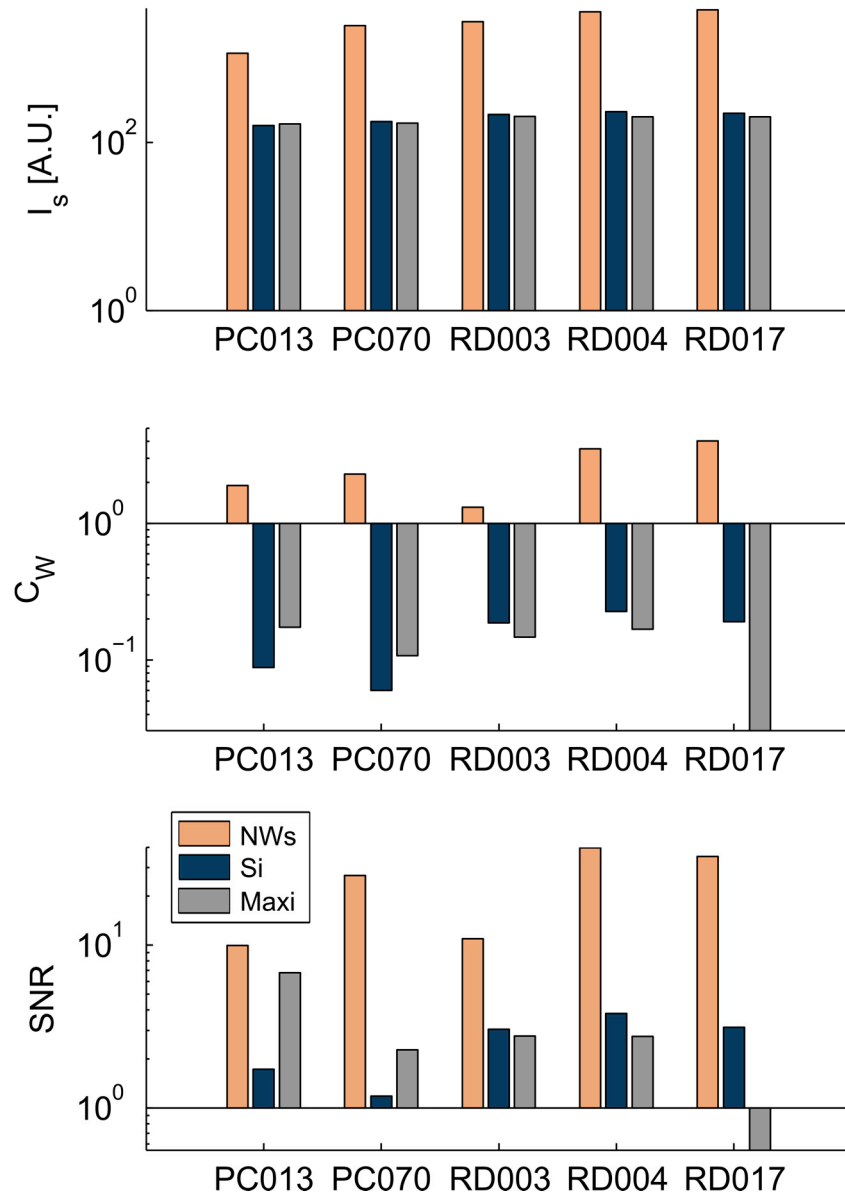 I_s [A.U.]
10^2
10^0
PC013 PC070 RD003 RD004 RD017
C_W
10^0
10^−1
PC013 PC070 RD003 RD004 RD017
NWs
Si
Maxi
SNR
10^1
10^0
PC013 PC070 RD003 RD004 RD017